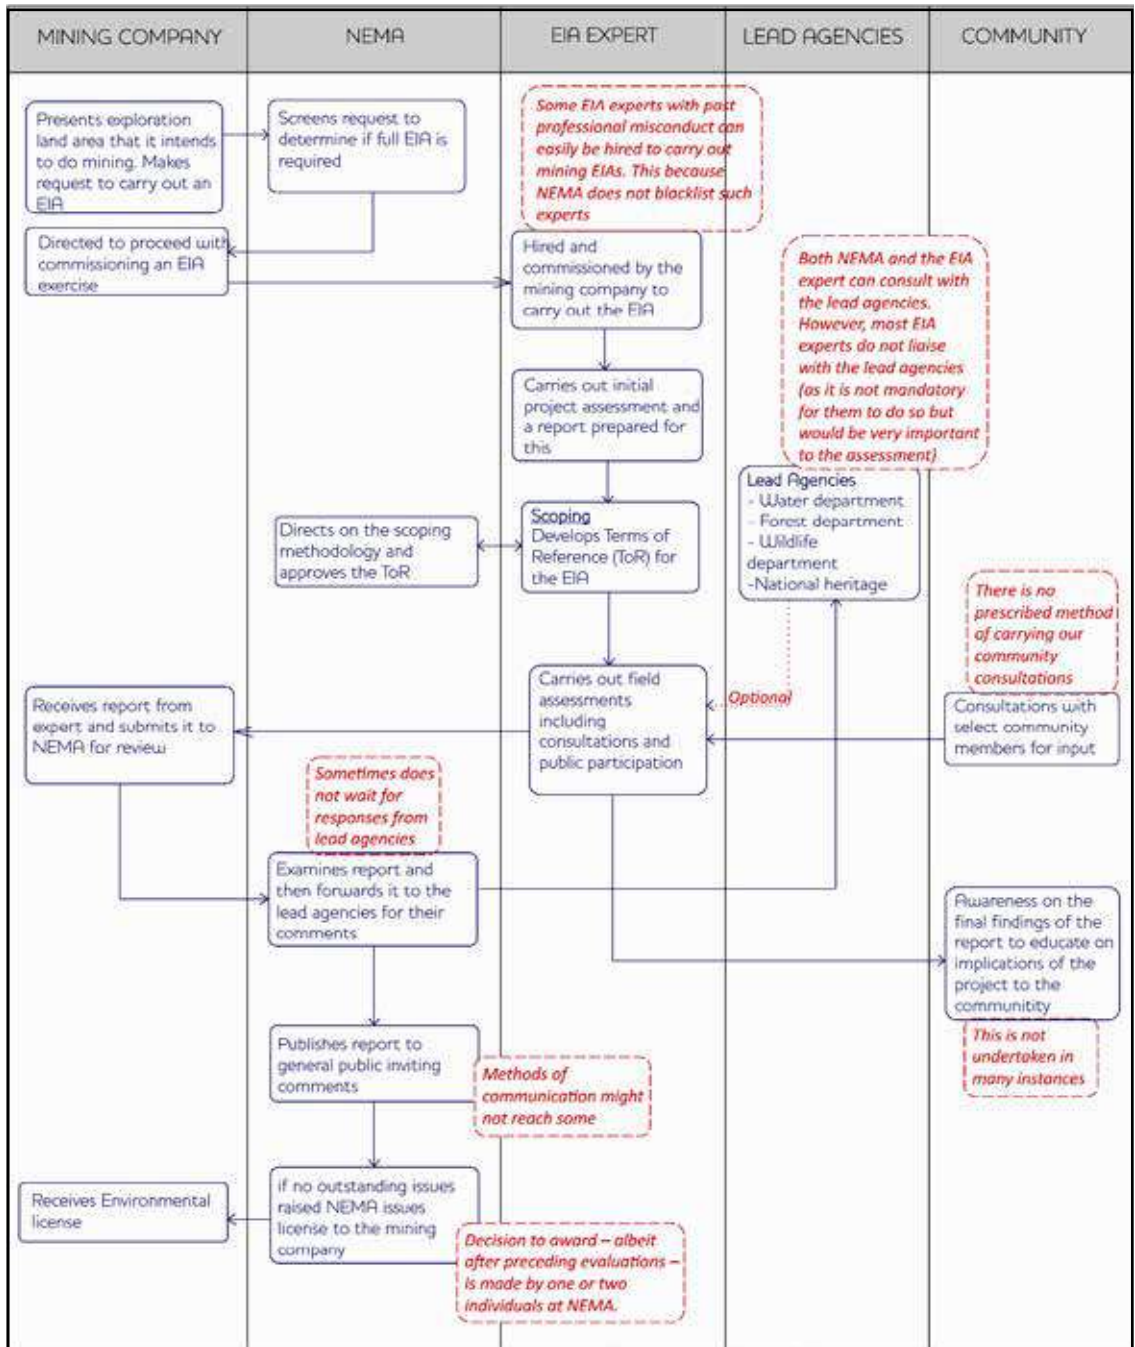 MINING COMPANY
NEMA
EIA EXPERT
LEAD AGENCIES
COMMUNITY
Presents exploration
land area that it intends
to do mining. Makes
request to carry out an
EIA
Screens request to
determine if full EIA is
required
Some EIA experts with past
professional misconduct can
easily be hired to carry out
mining EIAs. This because
NEMA does not blacklist such
experts
Directed to proceed with
commissioning an EIA
exercise
Hired and
commissioned by the
mining company to
carry out the EIA
Both NEMA and the EIA
expert can consult with
the lead agencies.
However, most EIA
experts do not liaise
with the lead agencies
(as it is not mandatory
for them to do so but
would be very important
to the assessment)
Carries out initial
project assessment and
a report prepared for
this
Lead Agencies
- Water department
- Forest department
- Wildlife
department
-National heritage
Directs on the scoping
methodology and
approves the ToR
Scoping
Develops Terms of
Reference (ToR) for
the EIA
There is no
prescribed method
of carrying our
community
consultations
Receives report from
expert and submits it to
NEMA for review
Carries out field
assessments
including
consultations and
public participation
Optional
Consultations with
select community
members for input
Sometimes does
not wait for
responses from
lead agencies
Examines report and
then forwards it to the
lead agencies for their
comments
Awareness on the
final findings of the
report to educate on
implications of the
project to the
communitity
This is not
undertaken in
many instances
Publishes report to
general public inviting
comments
Methods of
communication might
not reach some
Receives Environmental
license
if no outstanding issues
raised NEMA issues
license to the mining
company
Decision to award – albeit
after preceding evaluations –
is made by one or two
individuals at NEMA.